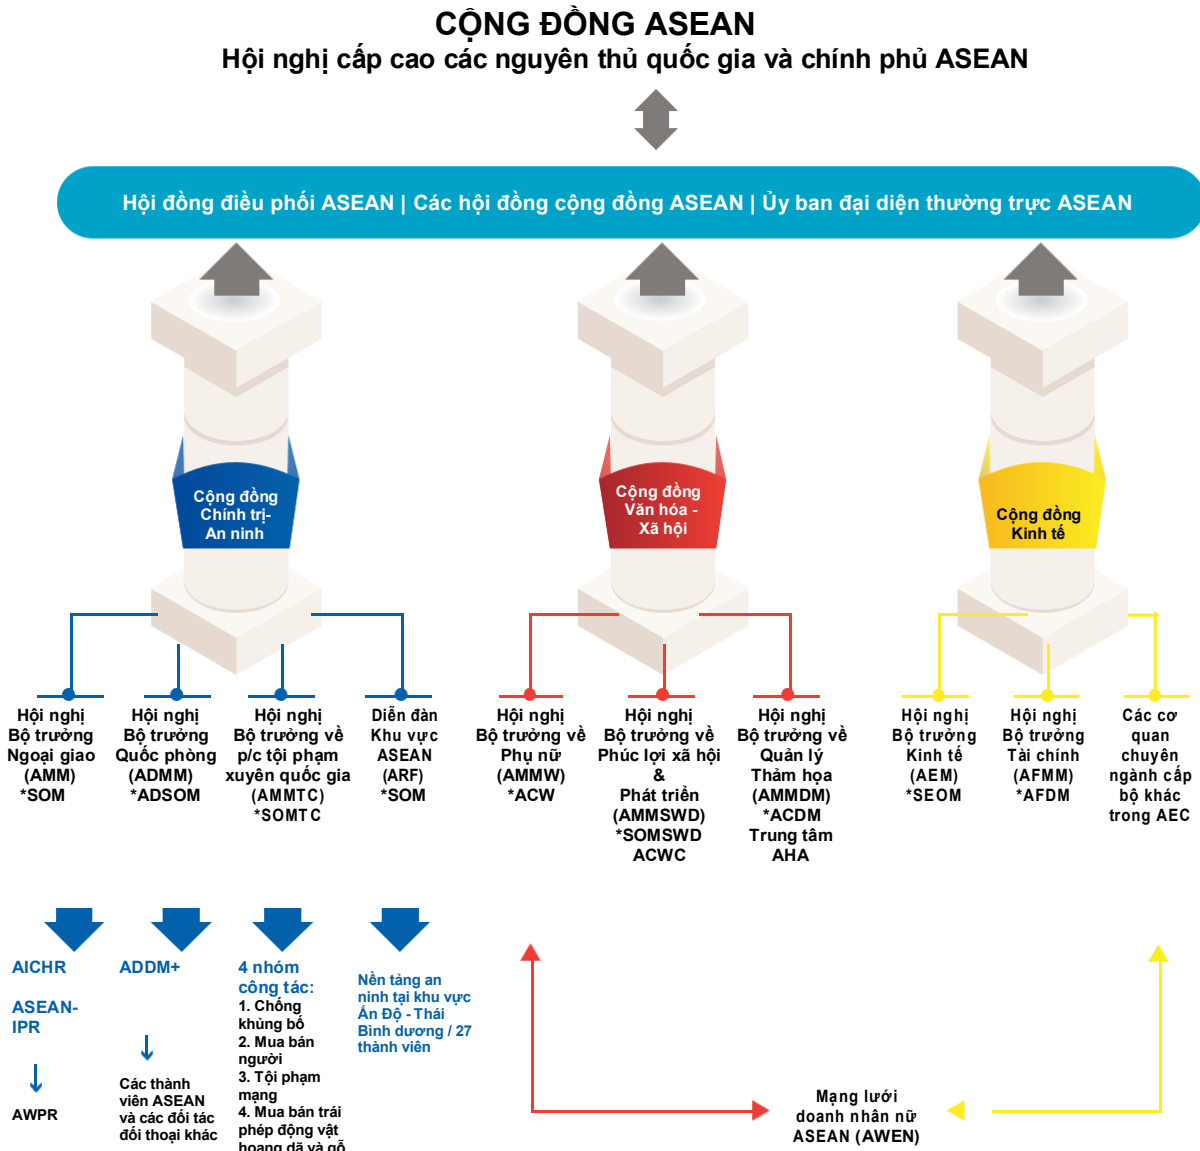 CỘNG ĐỒNG ASEAN
Hội nghị cấp cao các nguyên thủ quốc gia và chính phủ ASEAN
Hội đồng điều phối ASEAN | Các hội đồng cộng đồng ASEAN | Ủy ban đại diện thường trực ASEAN
Cộng đồng
Chính trị-
An ninh
Cộng đồng
Văn hóa -
Xã hội
Cộng đồng
Kinh tế
Hội nghị
Bộ trưởng
Ngoại giao
(AMM)
*SOM
Hội nghị
Bộ trưởng
Quốc phòng
(ADMM)
*ADSOM
Hội nghị
Bộ trưởng về
p/c tội phạm
xuyên quốc gia
(AMMTC)
*SOMTC
Diễn đàn
Khu vực
ASEAN
(ARF)
*SOM
Hội nghị
Bộ trưởng về
Phụ nữ
(AMMW)
*ACW
Hội nghị
Bộ trưởng về
Phúc lợi xã hội
&
Phát triển
(AMMSWD)
*SOMSWD
ACWC
Hội nghị
Bộ trưởng về
Quản lý
Thảm họa
(AMMDM)
*ACDM
Trung tâm
AHA
Hội nghị
Bộ trưởng
Kinh tế
(AEM)
*SEOM
Hội nghị
Bộ trưởng
Tài chính
(AFMM)
*AFDM
Các cơ
quan
chuyên
ngành cấp
bộ khác
trong AEC
AICHR
ASEAN-
IPR
AWPR
ADDM+
Các thành
viên ASEAN
và các đối tác
đối thoại khác
4 nhóm
công tác:
1. Chống
khủng bố
2. Mua bán
người
3. Tội phạm
mạng
4. Mua bán trái
phép động vật
hoang dã và gỗ
Nền tảng an
ninh tại khu vực
Ấn Độ - Thái
Bình dương / 27
thành viên
Mạng lưới
doanh nhân nữ
ASEAN (AWEN)